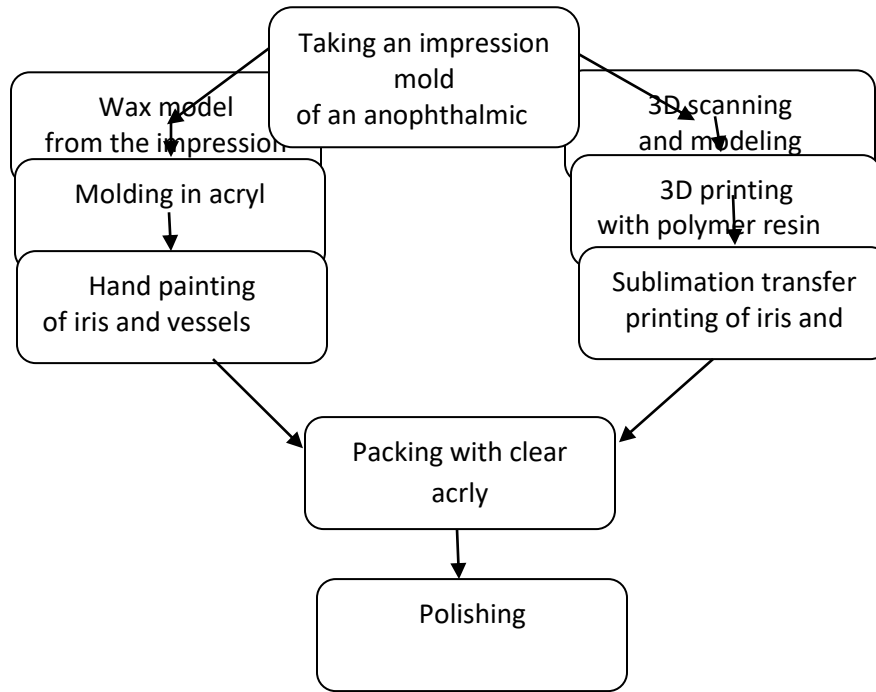 Taking an impression
mold
of an anophthalmic
Wax model
from the impression
3D scanning
and modeling
Molding in acryl
3D printing
with polymer resin
Hand painting
of iris and vessels
Sublimation transfer
printing of iris and
Packing with clear
acrly
Polishing